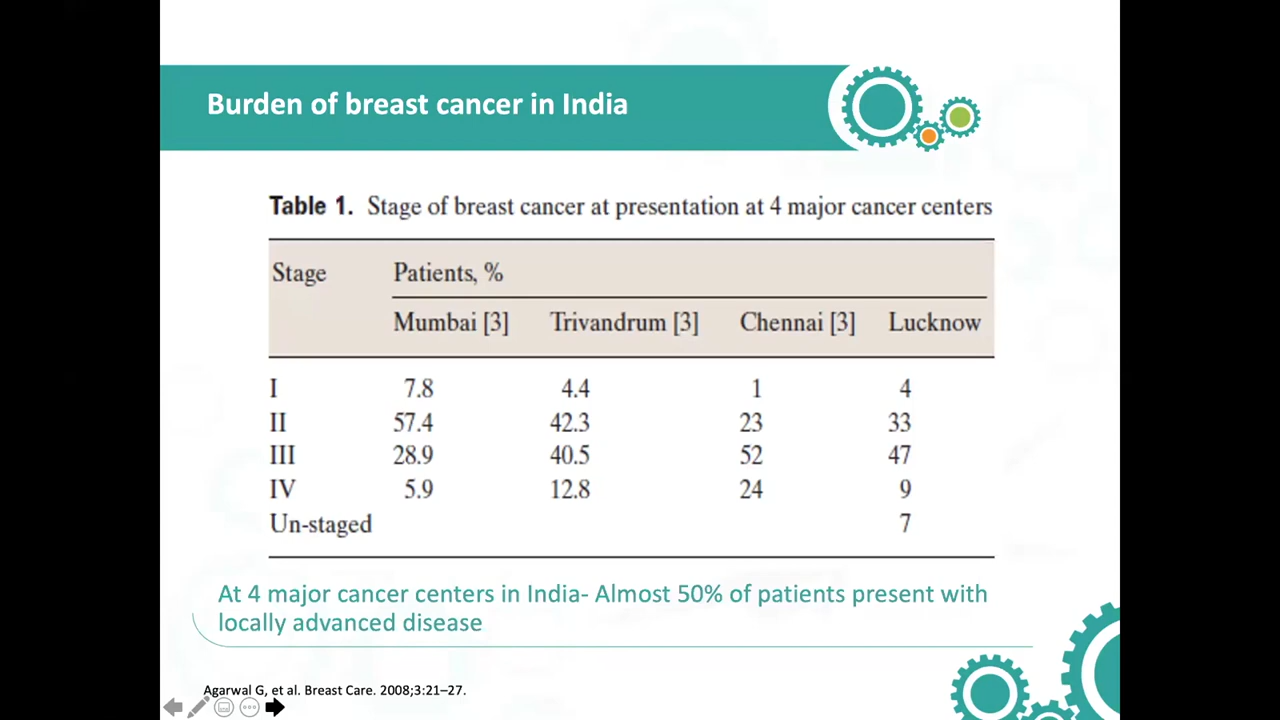 Burden of breast cancer in India
Table 1. Stage of breast cancer at presentation at 4 major cancer centers
Stage Patients, %
Mumbai [3] Trivandrum [3] Chennai [3] Lucknow
I 7.8 4.4 1 4
II 57.4 42.3 23 33
III 28.9 40.5 52 47
IV 5.9 12.8 24 9
Un-staged 7
At 4 major cancer centers in India- Almost 50% of patients present with
locally advanced disease
Agarwal G, et al. Breast Care. 2008;3:21–27.